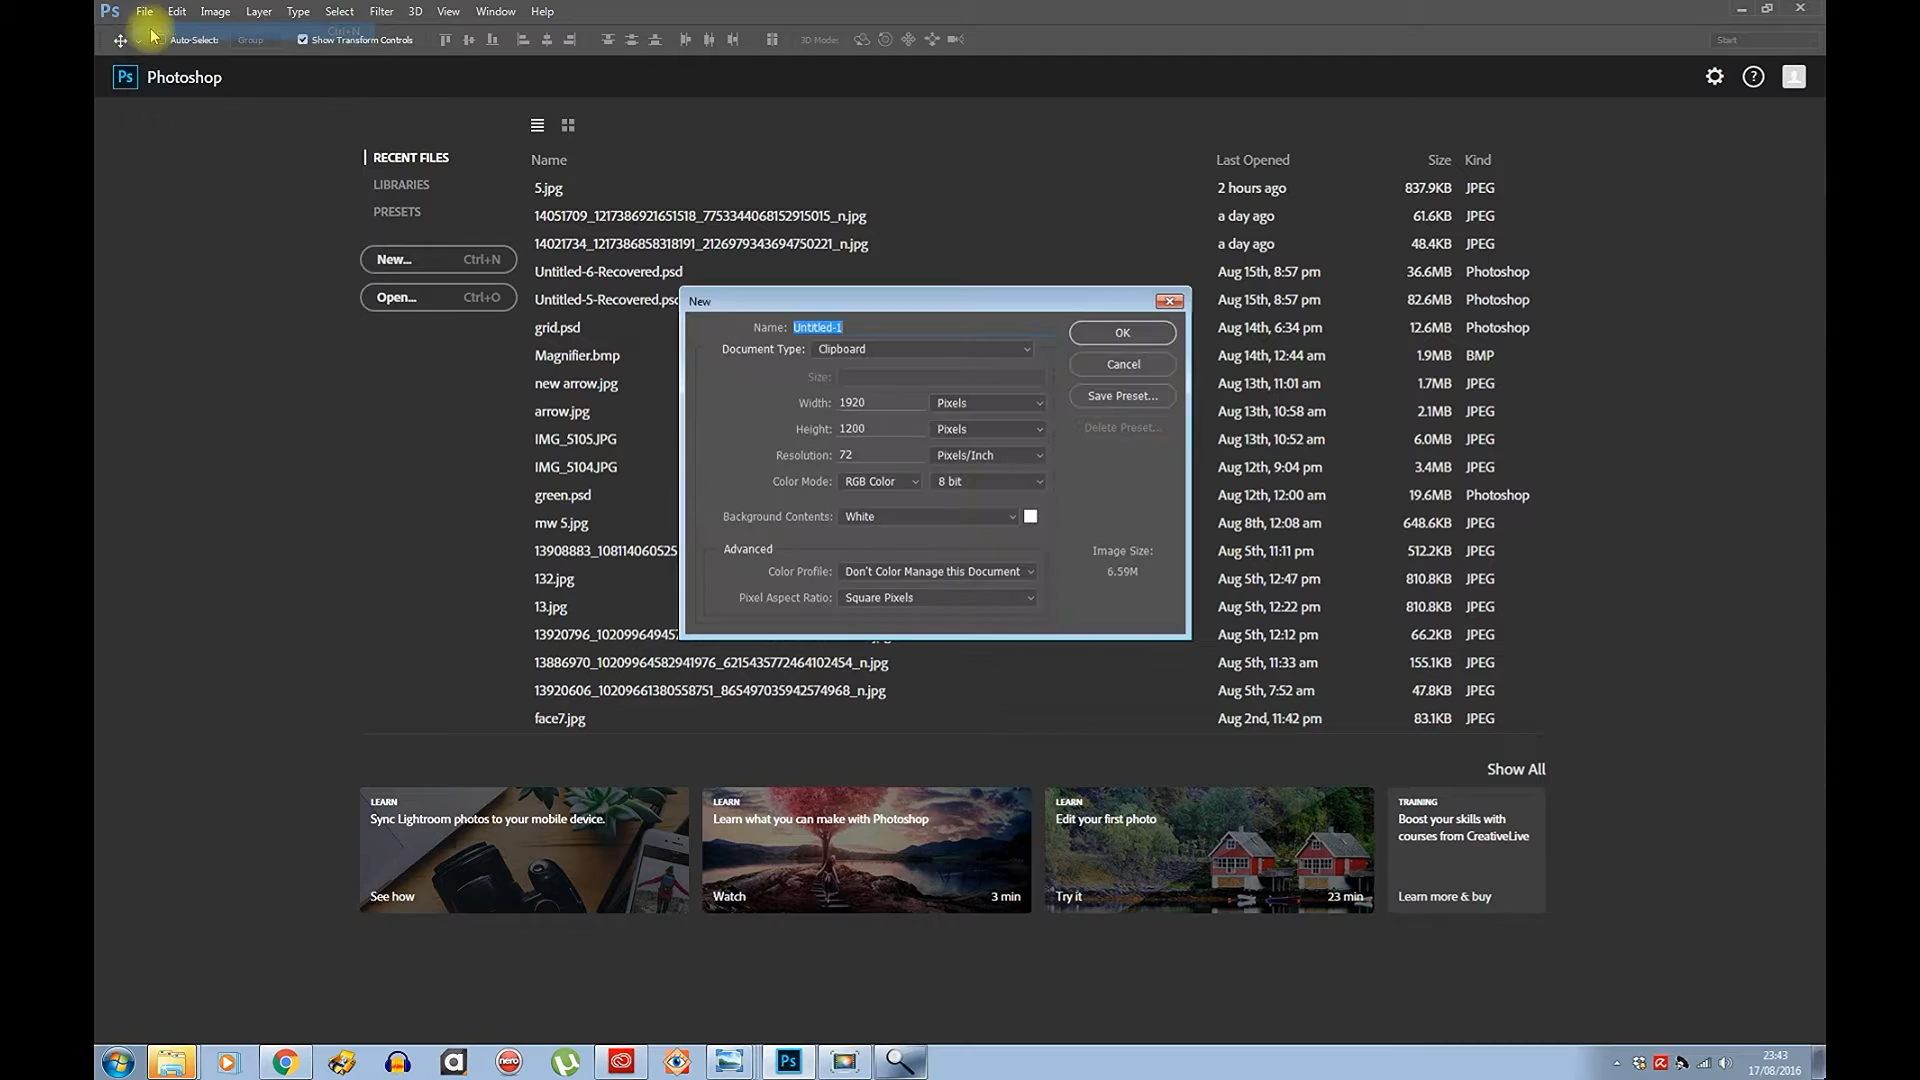 Ps File Edit Image Layer Type Select Filter 3D View Window Help
Ctrl+N
Auto-Select: Group Show Transform Controls 3D Mode: Start
Ps Photoshop
RECENT FILES
LIBRARIES
PRESETS
New... Ctrl+N
Open... Ctrl+O
Name Last Opened Size Kind
5.jpg 2 hours ago 837.9KB JPEG
14051709_1217386921651518_7753344068152915015_n.jpg a day ago 61.6KB JPEG
14021734_1217386858318191_2126979343694750221_n.jpg a day ago 48.4KB JPEG
Untitled-6-Recovered.psd Aug 15th, 8:57 pm 36.6MB Photoshop
Untitled-5-Recovered.psd Aug 15th, 8:57 pm 82.6MB Photoshop
grid.psd Aug 14th, 6:34 pm 12.6MB Photoshop
Magnifier.bmp Aug 14th, 12:44 am 1.9MB BMP
new arrow.jpg Aug 13th, 11:01 am 1.7MB JPEG
arrow.jpg Aug 13th, 10:58 am 2.1MB JPEG
IMG_5105.JPG Aug 13th, 10:52 am 6.0MB JPEG
IMG_5104.JPG Aug 12th, 9:04 pm 3.4MB JPEG
green.psd Aug 12th, 12:00 am 19.6MB Photoshop
mw 5.jpg Aug 8th, 12:08 am 648.6KB JPEG
13908883_108114060525 Aug 5th, 11:11 pm 512.2KB JPEG
132.jpg Aug 5th, 12:47 pm 810.8KB JPEG
13.jpg Aug 5th, 12:22 pm 810.8KB JPEG
13920796_102099649457 Aug 5th, 12:12 pm 66.2KB JPEG
13886970_10209964582941976_6215435772464102454_n.jpg Aug 5th, 11:33 am 155.1KB JPEG
13920606_10209661380558751_865497035942574968_n.jpg Aug 5th, 7:52 am 47.8KB JPEG
face7.jpg Aug 2nd, 11:42 pm 83.1KB JPEG
New
Name: Untitled-1
OK
Document Type: Clipboard
Cancel
Size:
Save Preset...
Width: 1920 Pixels
Delete Preset...
Height: 1200 Pixels
Resolution: 72 Pixels/Inch
Color Mode: RGB Color 8 bit
Background Contents: White
Advanced
Image Size:
Color Profile: Don't Color Manage this Document
6.59M
Pixel Aspect Ratio: Square Pixels
Show All
LEARN
Sync Lightroom photos to your mobile device.
See how
LEARN
Learn what you can make with Photoshop
Watch 3 min
LEARN
Edit your first photo
Try it 23 min
TRAINING
Boost your skills with
courses from CreativeLive
Learn more & buy
nero
Ps
23:43
17/08/2016